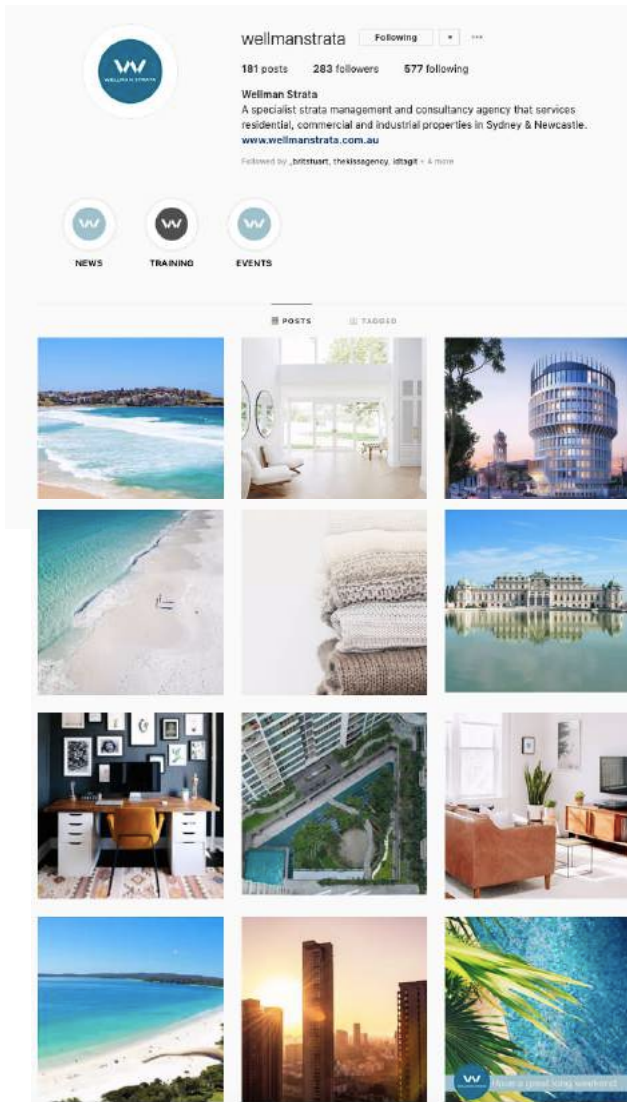 wellmanstrata Following
181 posts 283 followers 577 following
Wellman Strata
A specialist strata management and consultancy agency that services
residential, commercial and industrial properties in Sydney & Newcastle.
www.wellmanstrata.com.au
Followed by _britstuart, thekissagency, idtagit + 4 more
WELLMAN STRATA
NEWS TRAINING EVENTS
POSTS TAGGED
Have a great long weekend